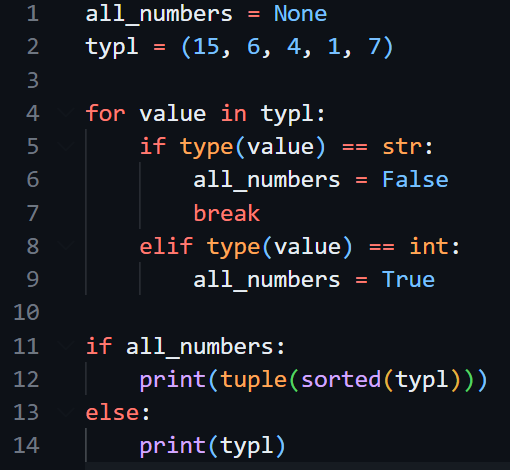 1 all_numbers = None
2 typl = (15, 6, 4, 1, 7)
3
4 for value in typl:
5     if type(value) == str:
6         all_numbers = False
7         break
8     elif type(value) == int:
9         all_numbers = True
10
11 if all_numbers:
12     print(tuple(sorted(typl)))
13 else:
14     print(typl)